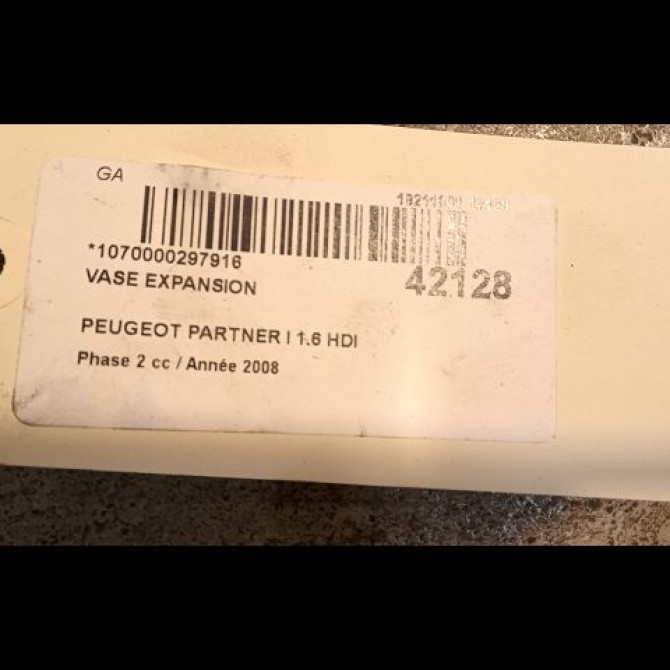 GA
*1070000297916
VASE EXPANSION
42128
PEUGEOT PARTNER I 1.6 HDI
Phase 2 cc / Année 2008